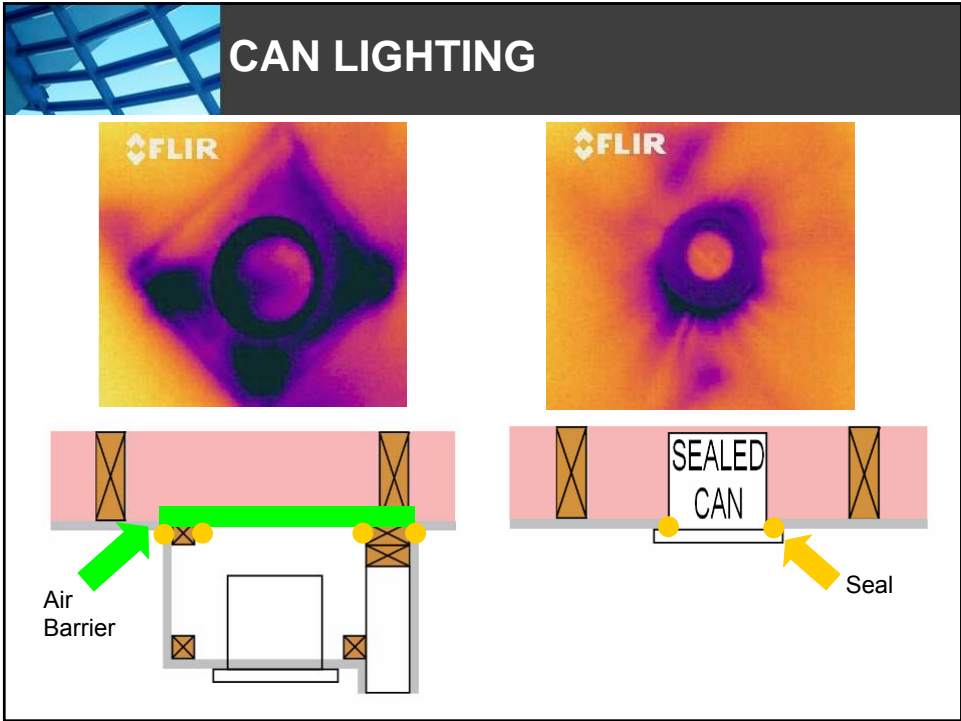 CAN LIGHTING
FLIR
FLIR
SEALED
CAN
Air
Barrier
Seal